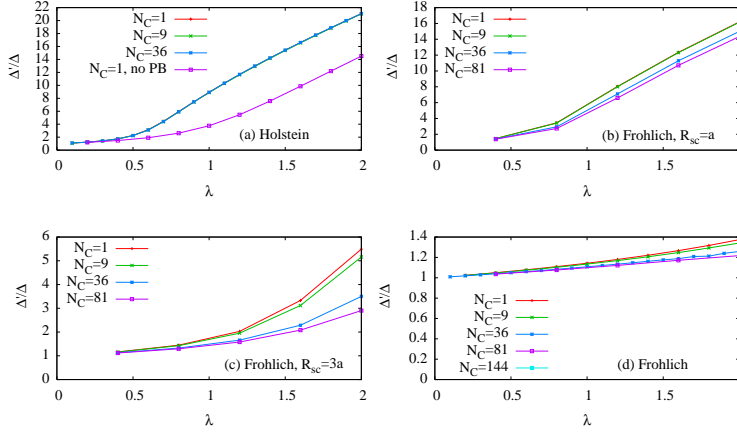 22
20
18
16
14
12
10
8
6
4
2
0
Δ'/Δ
N_C=1
N_C=9
N_C=36
N_C=1, no PB
(a) Holstein
0 0.5 1 1.5 2
λ
18
16
14
12
10
8
6
4
2
0
Δ'/Δ
N_C=1
N_C=9
N_C=36
N_C=81
(b) Frohlich, R_sc=a
0 0.5 1 1.5 2
λ
6
5
4
3
2
1
0
Δ'/Δ
N_C=1
N_C=9
N_C=36
N_C=81
(c) Frohlich, R_sc=3a
0 0.5 1 1.5 2
λ
1.4
1.2
1
0.8
0.6
0.4
0.2
0
Δ'/Δ
N_C=1
N_C=9
N_C=36
N_C=81
N_C=144
(d) Frohlich
0 0.5 1 1.5 2
λ